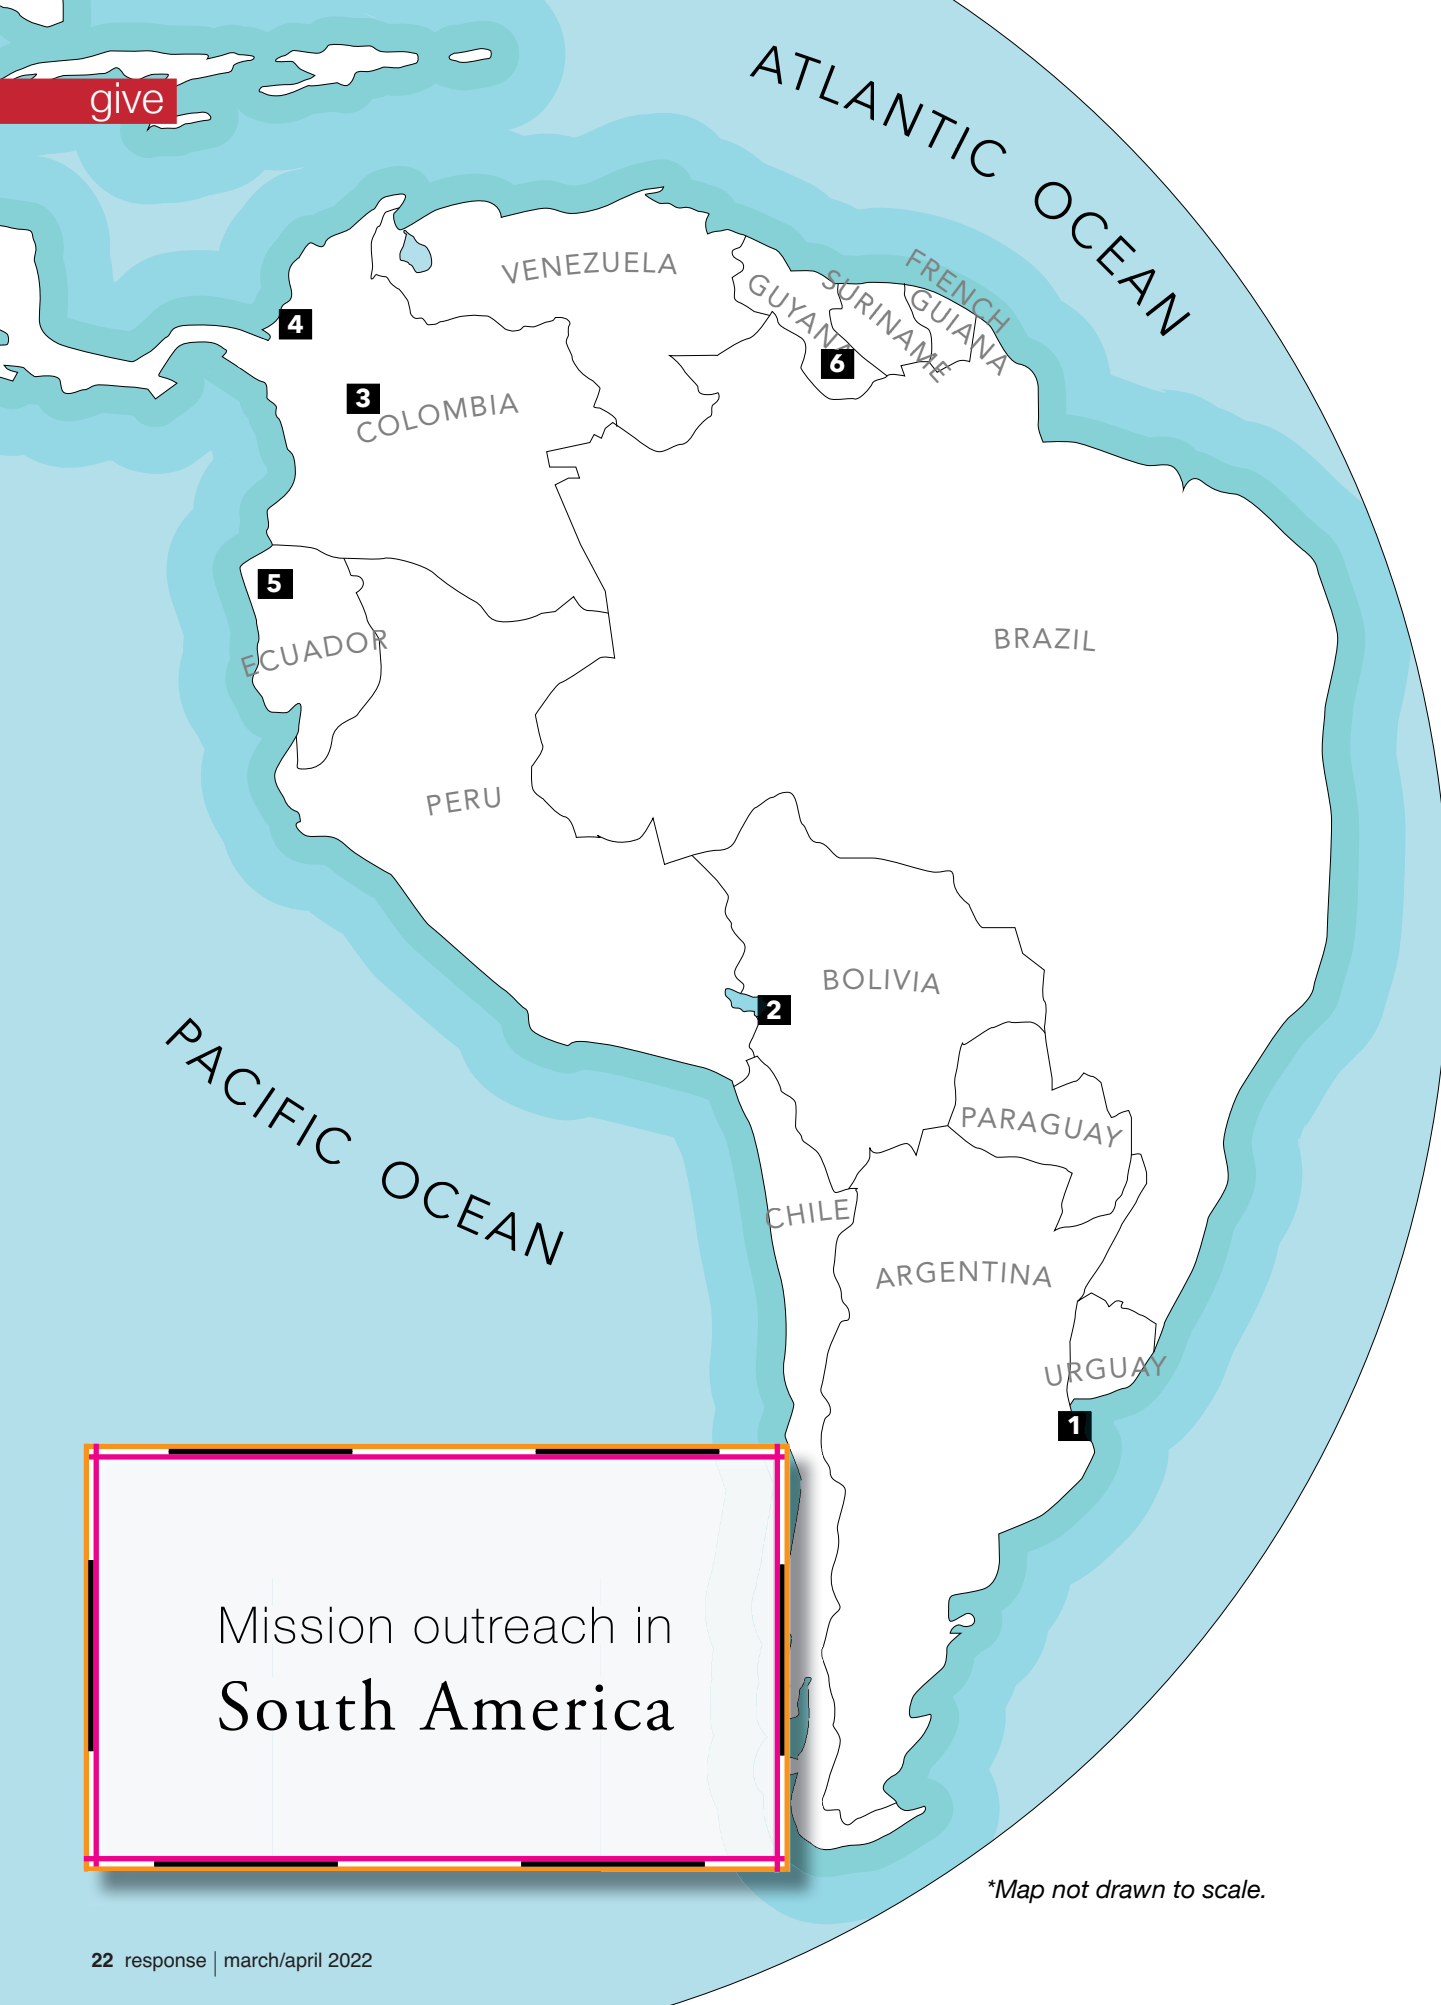 give
ATLANTIC OCEAN
VENEZUELA
GUYANA
SURINAME
FRENCH
GUIANA
4
6
3
COLOMBIA
5
ECUADOR
BRAZIL
PERU
BOLIVIA
2
PACIFIC OCEAN
PARAGUAY
CHILE
ARGENTINA
URGUAY
1
Mission outreach in
South America
*Map not drawn to scale.
22 response | march/april 2022